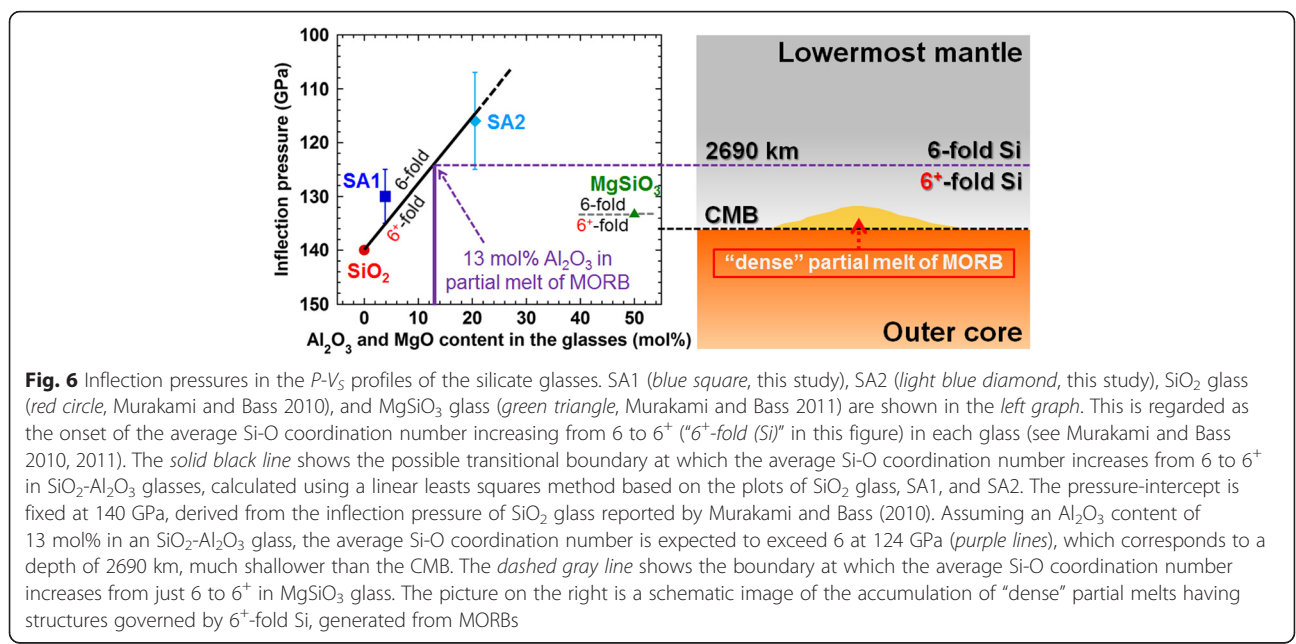 100
110
120
130
140
150
Inflection pressure (GPa)
SA2
SA1
6-fold
6⁺-fold
SiO₂
MgSiO₃
6-fold
6⁺-fold
13 mol% Al₂O₃ in
partial melt of MORB
0 10 20 30 40 50
Al₂O₃ and MgO content in the glasses (mol%)
Lowermost mantle
2690 km 6-fold Si
6⁺-fold Si
CMB
“dense” partial melt of MORB
Outer core
Fig. 6 Inflection pressures in the P-VS profiles of the silicate glasses. SA1 (blue square, this study), SA2 (light blue diamond, this study), SiO₂ glass
(red circle, Murakami and Bass 2010), and MgSiO₃ glass (green triangle, Murakami and Bass 2011) are shown in the left graph. This is regarded as
the onset of the average Si-O coordination number increasing from 6 to 6⁺ (“6⁺-fold (Si)” in this figure) in each glass (see Murakami and Bass
2010, 2011). The solid black line shows the possible transitional boundary at which the average Si-O coordination number increases from 6 to 6⁺
in SiO₂-Al₂O₃ glasses, calculated using a linear leasts squares method based on the plots of SiO₂ glass, SA1, and SA2. The pressure-intercept is
fixed at 140 GPa, derived from the inflection pressure of SiO₂ glass reported by Murakami and Bass (2010). Assuming an Al₂O₃ content of
13 mol% in an SiO₂-Al₂O₃ glass, the average Si-O coordination number is expected to exceed 6 at 124 GPa (purple lines), which corresponds to a
depth of 2690 km, much shallower than the CMB. The dashed gray line shows the boundary at which the average Si-O coordination number
increases from just 6 to 6⁺ in MgSiO₃ glass. The picture on the right is a schematic image of the accumulation of “dense” partial melts having
structures governed by 6⁺-fold Si, generated from MORBs